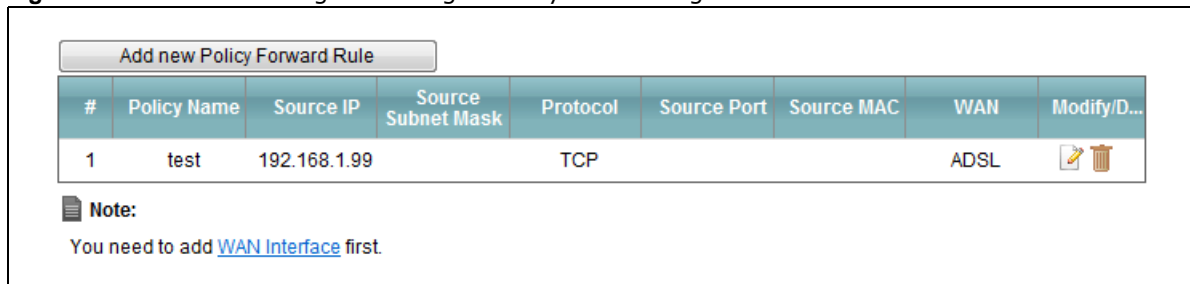 Add new Policy Forward Rule
# Policy Name Source IP Source Subnet Mask Protocol Source Port Source MAC WAN Modify/D...
1 test 192.168.1.99 TCP ADSL
Note:
You need to add WAN Interface first.